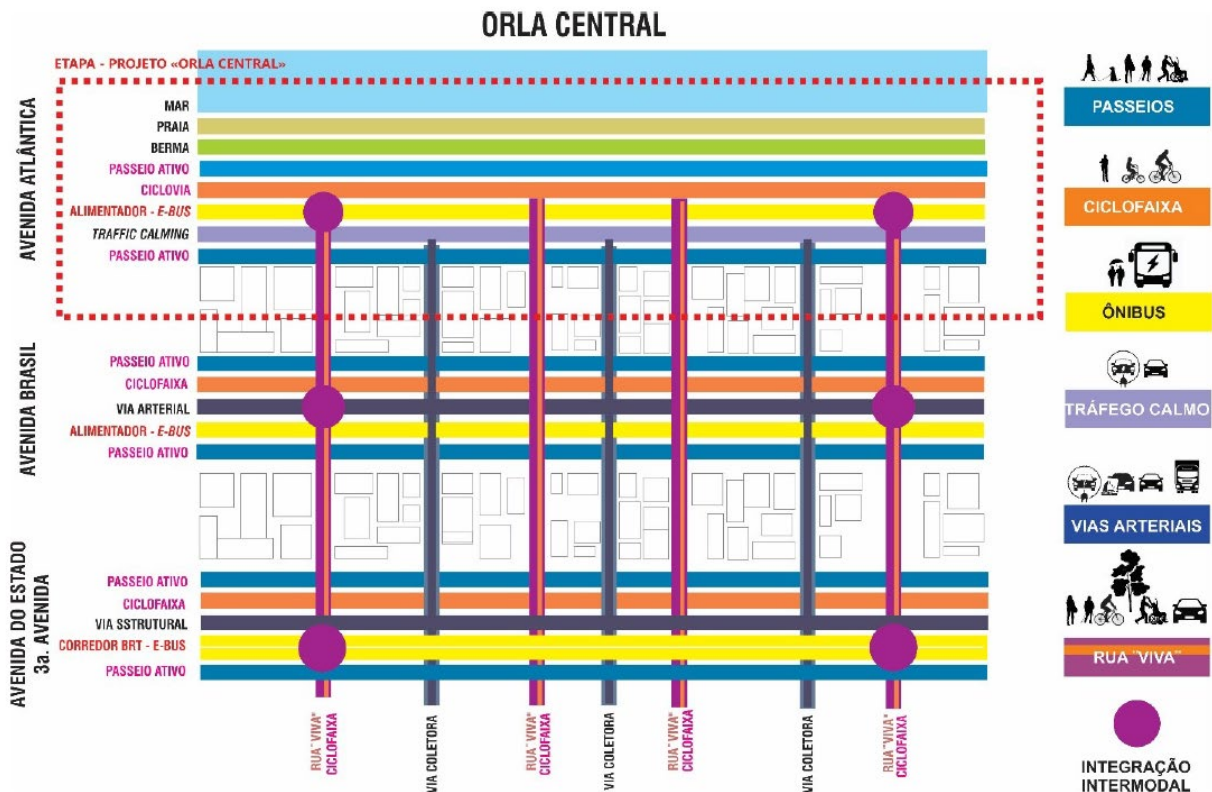 ORLA CENTRAL
ETAPA - PROJETO «ORLA CENTRAL»
AVENIDA ATLÂNTICA
MAR
PRAIA
BERMA
PASSEIO ATIVO
CICLOVIA
ALIMENTADOR - E-BUS
TRAFFIC CALMING
PASSEIO ATIVO
AVENIDA BRASIL
PASSEIO ATIVO
CICLOFAIXA
VIA ARTERIAL
ALIMENTADOR - E-BUS
PASSEIO ATIVO
AVENIDA DO ESTADO
3a. AVENIDA
PASSEIO ATIVO
CICLOFAIXA
VIA SSTRUTURAL
CORREDOR BRT - E-BUS
PASSEIO ATIVO
RUA "VIVA"
CICLOFAIXA
VIA COLETORA
RUA "VIVA"
CICLOFAIXA
VIA COLETORA
RUA "VIVA"
CICLOFAIXA
VIA COLETORA
RUA "VIVA"
CICLOFAIXA
PASSEIOS
CICLOFAIXA
ÔNIBUS
TRÁFEGO CALMO
VIAS ARTERIAIS
RUA "VIVA"
INTEGRAÇÃO
INTERMODAL